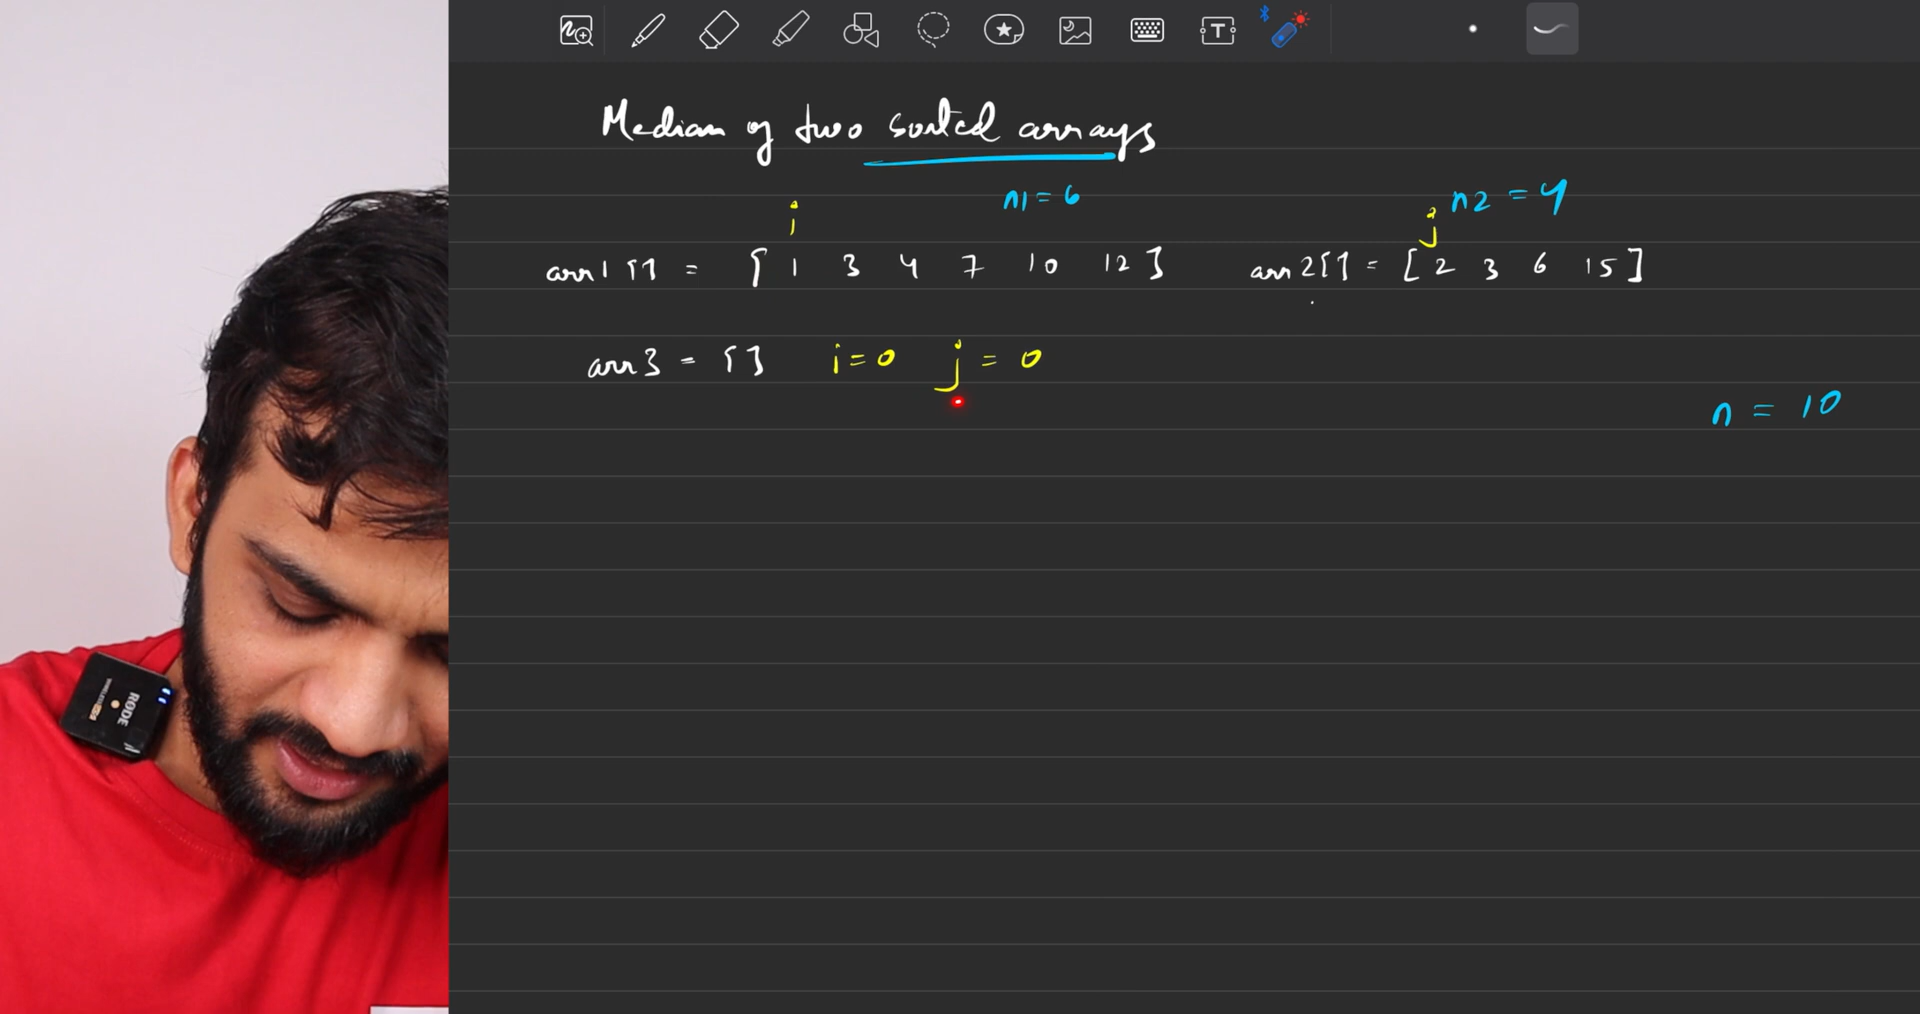 Median of two sorted arrays
n1 = 6
n2 = 4
i
j
arr1[] = [ 1 3 4 7 10 12 ]
arr2[] = [ 2 3 6 15 ]
arr3 = [] i = 0 j = 0
n = 10
RODE